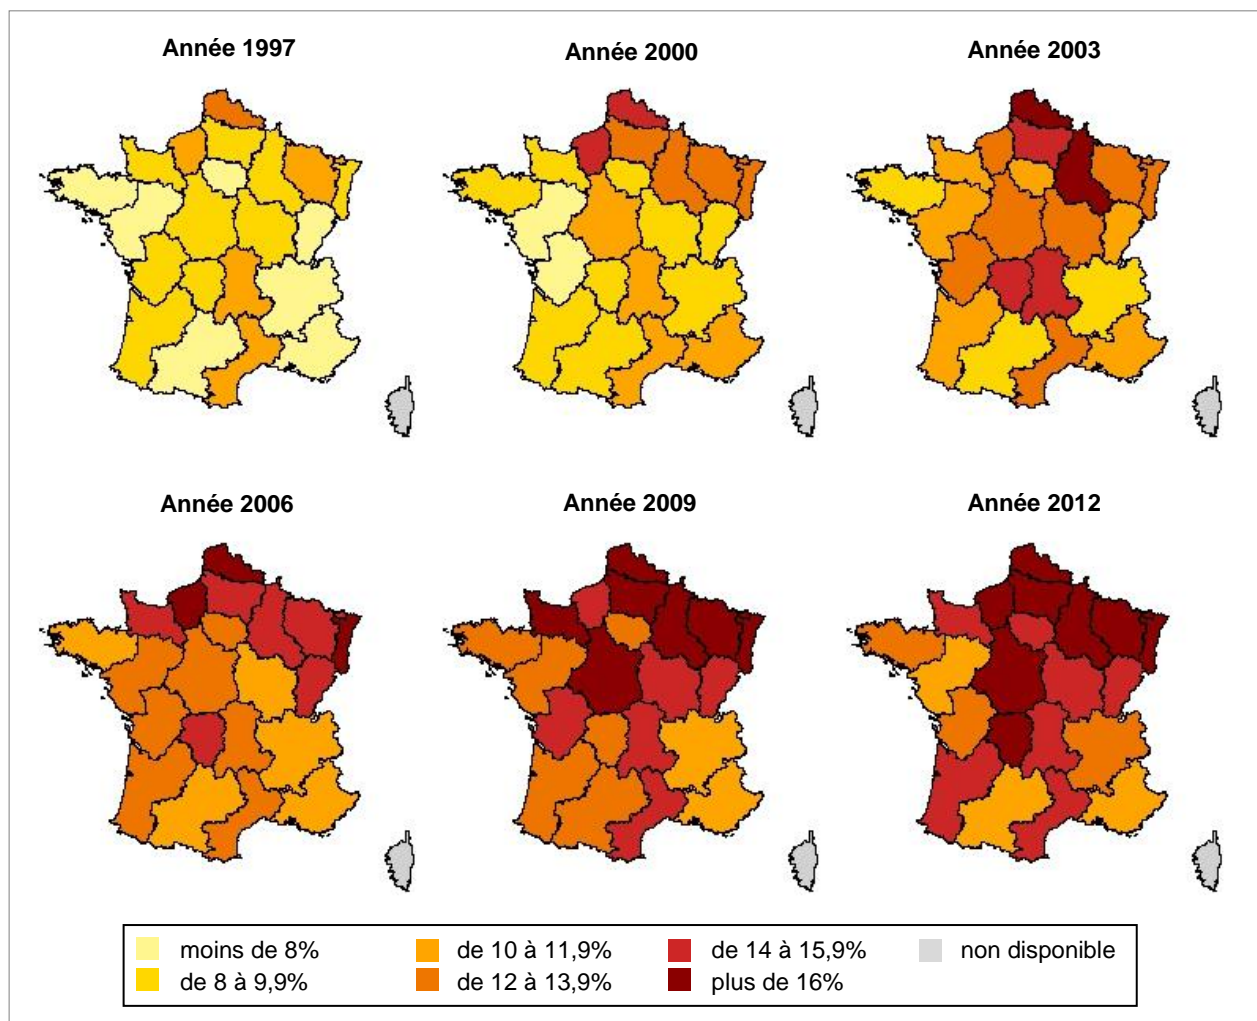 Année 1997
Année 2000
Année 2003
Année 2006
Année 2009
Année 2012
moins de 8%
de 10 à 11,9%
de 14 à 15,9%
non disponible
de 8 à 9,9%
de 12 à 13,9%
plus de 16%